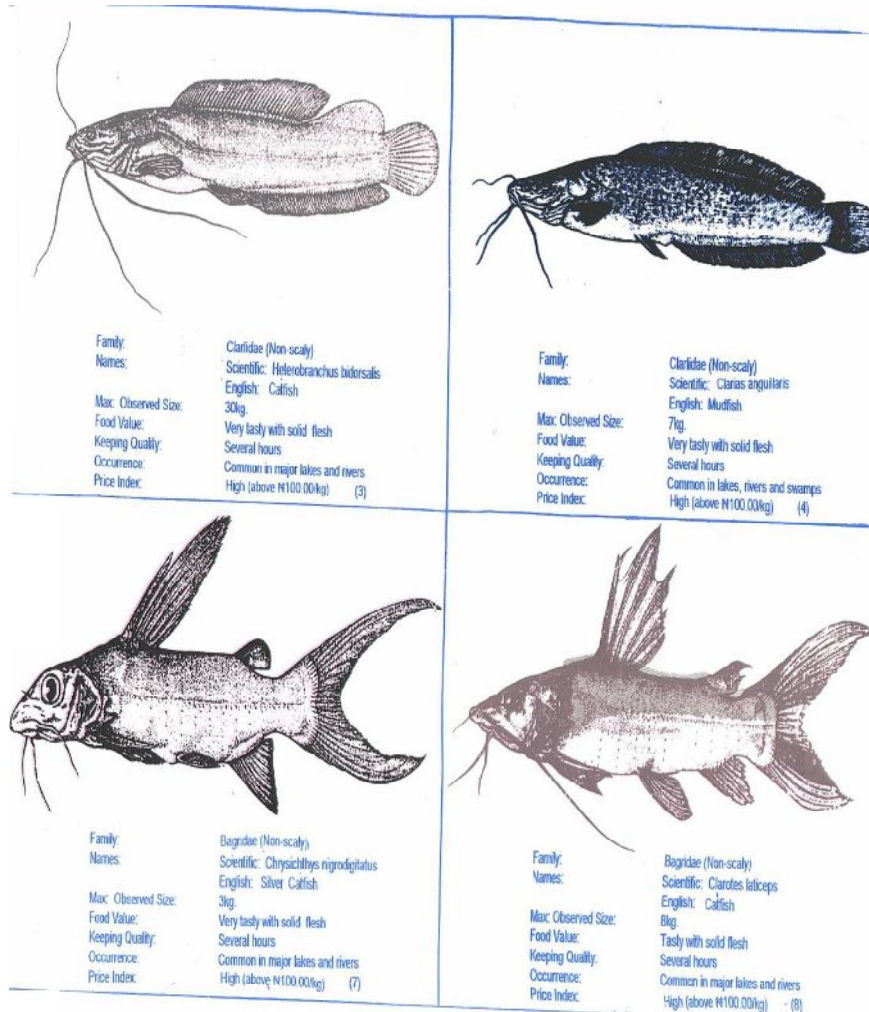 Family: Clariidae (Non-scaly)
Names: Scientific: Heterobranchus bidorsalis
English: Catfish
Max: Observed Size: 30kg.
Food Value: Very tasty with solid flesh
Keeping Quality: Several hours
Occurrence: Common in major lakes and rivers
Price Index: High (above ₦100.00/kg) (3)
Family: Clariidae (Non-scaly)
Names: Scientific: Clarias anguillaris
English: Mudfish
Max: Observed Size: 7kg.
Food Value: Very tasty with solid flesh
Keeping Quality: Several hours
Occurrence: Common in lakes, rivers and swamps
Price Index: High (above ₦100.00/kg) (4)
Family: Bagridae (Non-scaly)
Names: Scientific: Chrysichthys nigrodigitatus
English: Silver Catfish
Max: Observed Size: 3kg.
Food Value: Very tasty with solid flesh
Keeping Quality: Several hours
Occurrence: Common in major lakes and rivers
Price Index: High (above ₦100.00/kg) (7)
Family: Bagridae (Non-scaly)
Names: Scientific: Clarotes laticeps
English: Catfish
Max: Observed Size: 8kg.
Food Value: Tasty with solid flesh
Keeping Quality: Several hours
Occurrence: Common in major lakes and rivers
Price Index: High (above ₦100.00/kg) - (8)